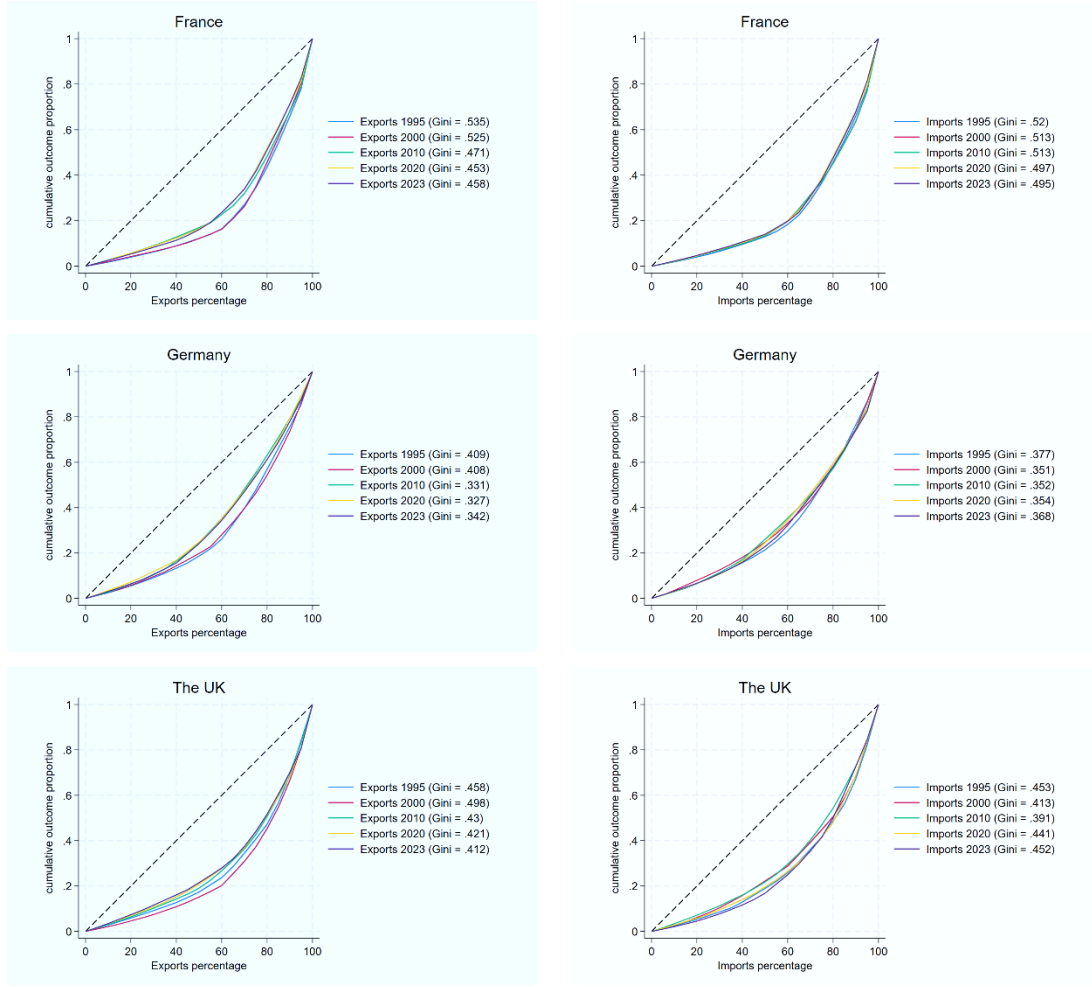 France
cumulative outcome proportion
1
.8
.6
.4
.2
0
0 20 40 60 80 100
Exports percentage
Exports 1995 (Gini = .535)
Exports 2000 (Gini = .525)
Exports 2010 (Gini = .471)
Exports 2020 (Gini = .453)
Exports 2023 (Gini = .458)
France
cumulative outcome proportion
1
.8
.6
.4
.2
0
0 20 40 60 80 100
Imports percentage
Imports 1995 (Gini = .52)
Imports 2000 (Gini = .513)
Imports 2010 (Gini = .513)
Imports 2020 (Gini = .497)
Imports 2023 (Gini = .495)
Germany
cumulative outcome proportion
1
.8
.6
.4
.2
0
0 20 40 60 80 100
Exports percentage
Exports 1995 (Gini = .409)
Exports 2000 (Gini = .408)
Exports 2010 (Gini = .331)
Exports 2020 (Gini = .327)
Exports 2023 (Gini = .342)
Germany
cumulative outcome proportion
1
.8
.6
.4
.2
0
0 20 40 60 80 100
Imports percentage
Imports 1995 (Gini = .377)
Imports 2000 (Gini = .351)
Imports 2010 (Gini = .352)
Imports 2020 (Gini = .354)
Imports 2023 (Gini = .368)
The UK
cumulative outcome proportion
1
.8
.6
.4
.2
0
0 20 40 60 80 100
Exports percentage
Exports 1995 (Gini = .458)
Exports 2000 (Gini = .498)
Exports 2010 (Gini = .43)
Exports 2020 (Gini = .421)
Exports 2023 (Gini = .412)
The UK
cumulative outcome proportion
1
.8
.6
.4
.2
0
0 20 40 60 80 100
Imports percentage
Imports 1995 (Gini = .453)
Imports 2000 (Gini = .413)
Imports 2010 (Gini = .391)
Imports 2020 (Gini = .441)
Imports 2023 (Gini = .452)